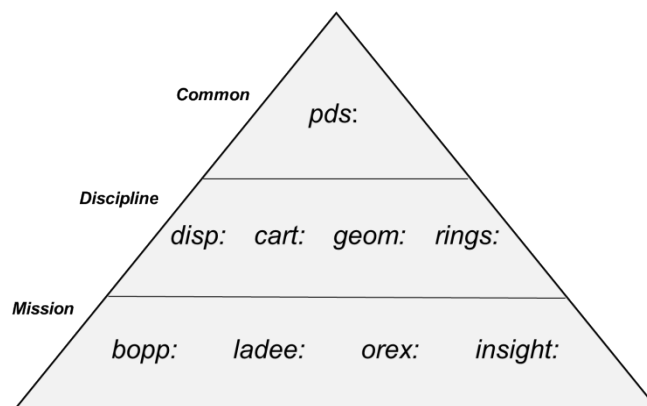 Common
pds:
Discipline
disp: cart: geom: rings:
Mission
bopp: ladee: orex: insight: